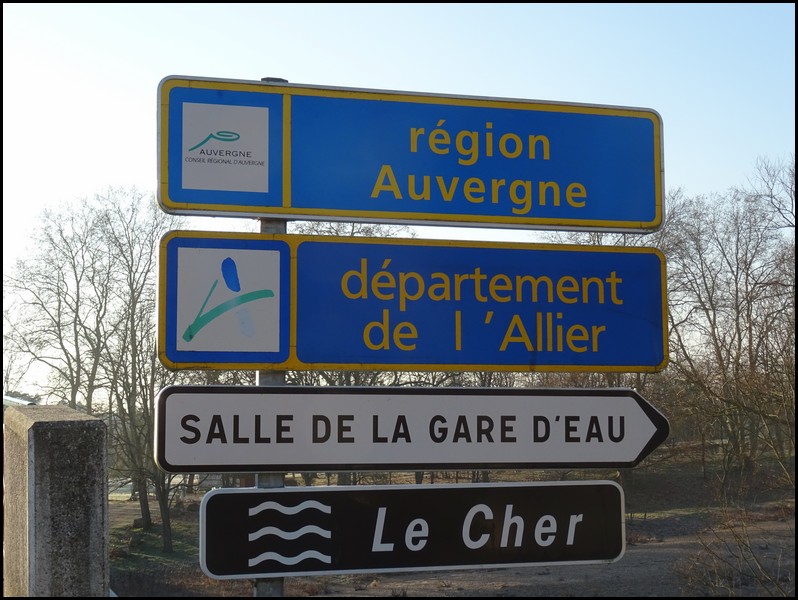 AUVERGNE
CONSEIL RÉGIONAL D'AUVERGNE
région
Auvergne
département
de l'Allier
SALLE DE LA GARE D'EAU
Le Cher